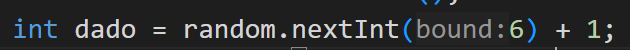 int dado = random.nextInt(bound:6) + 1;